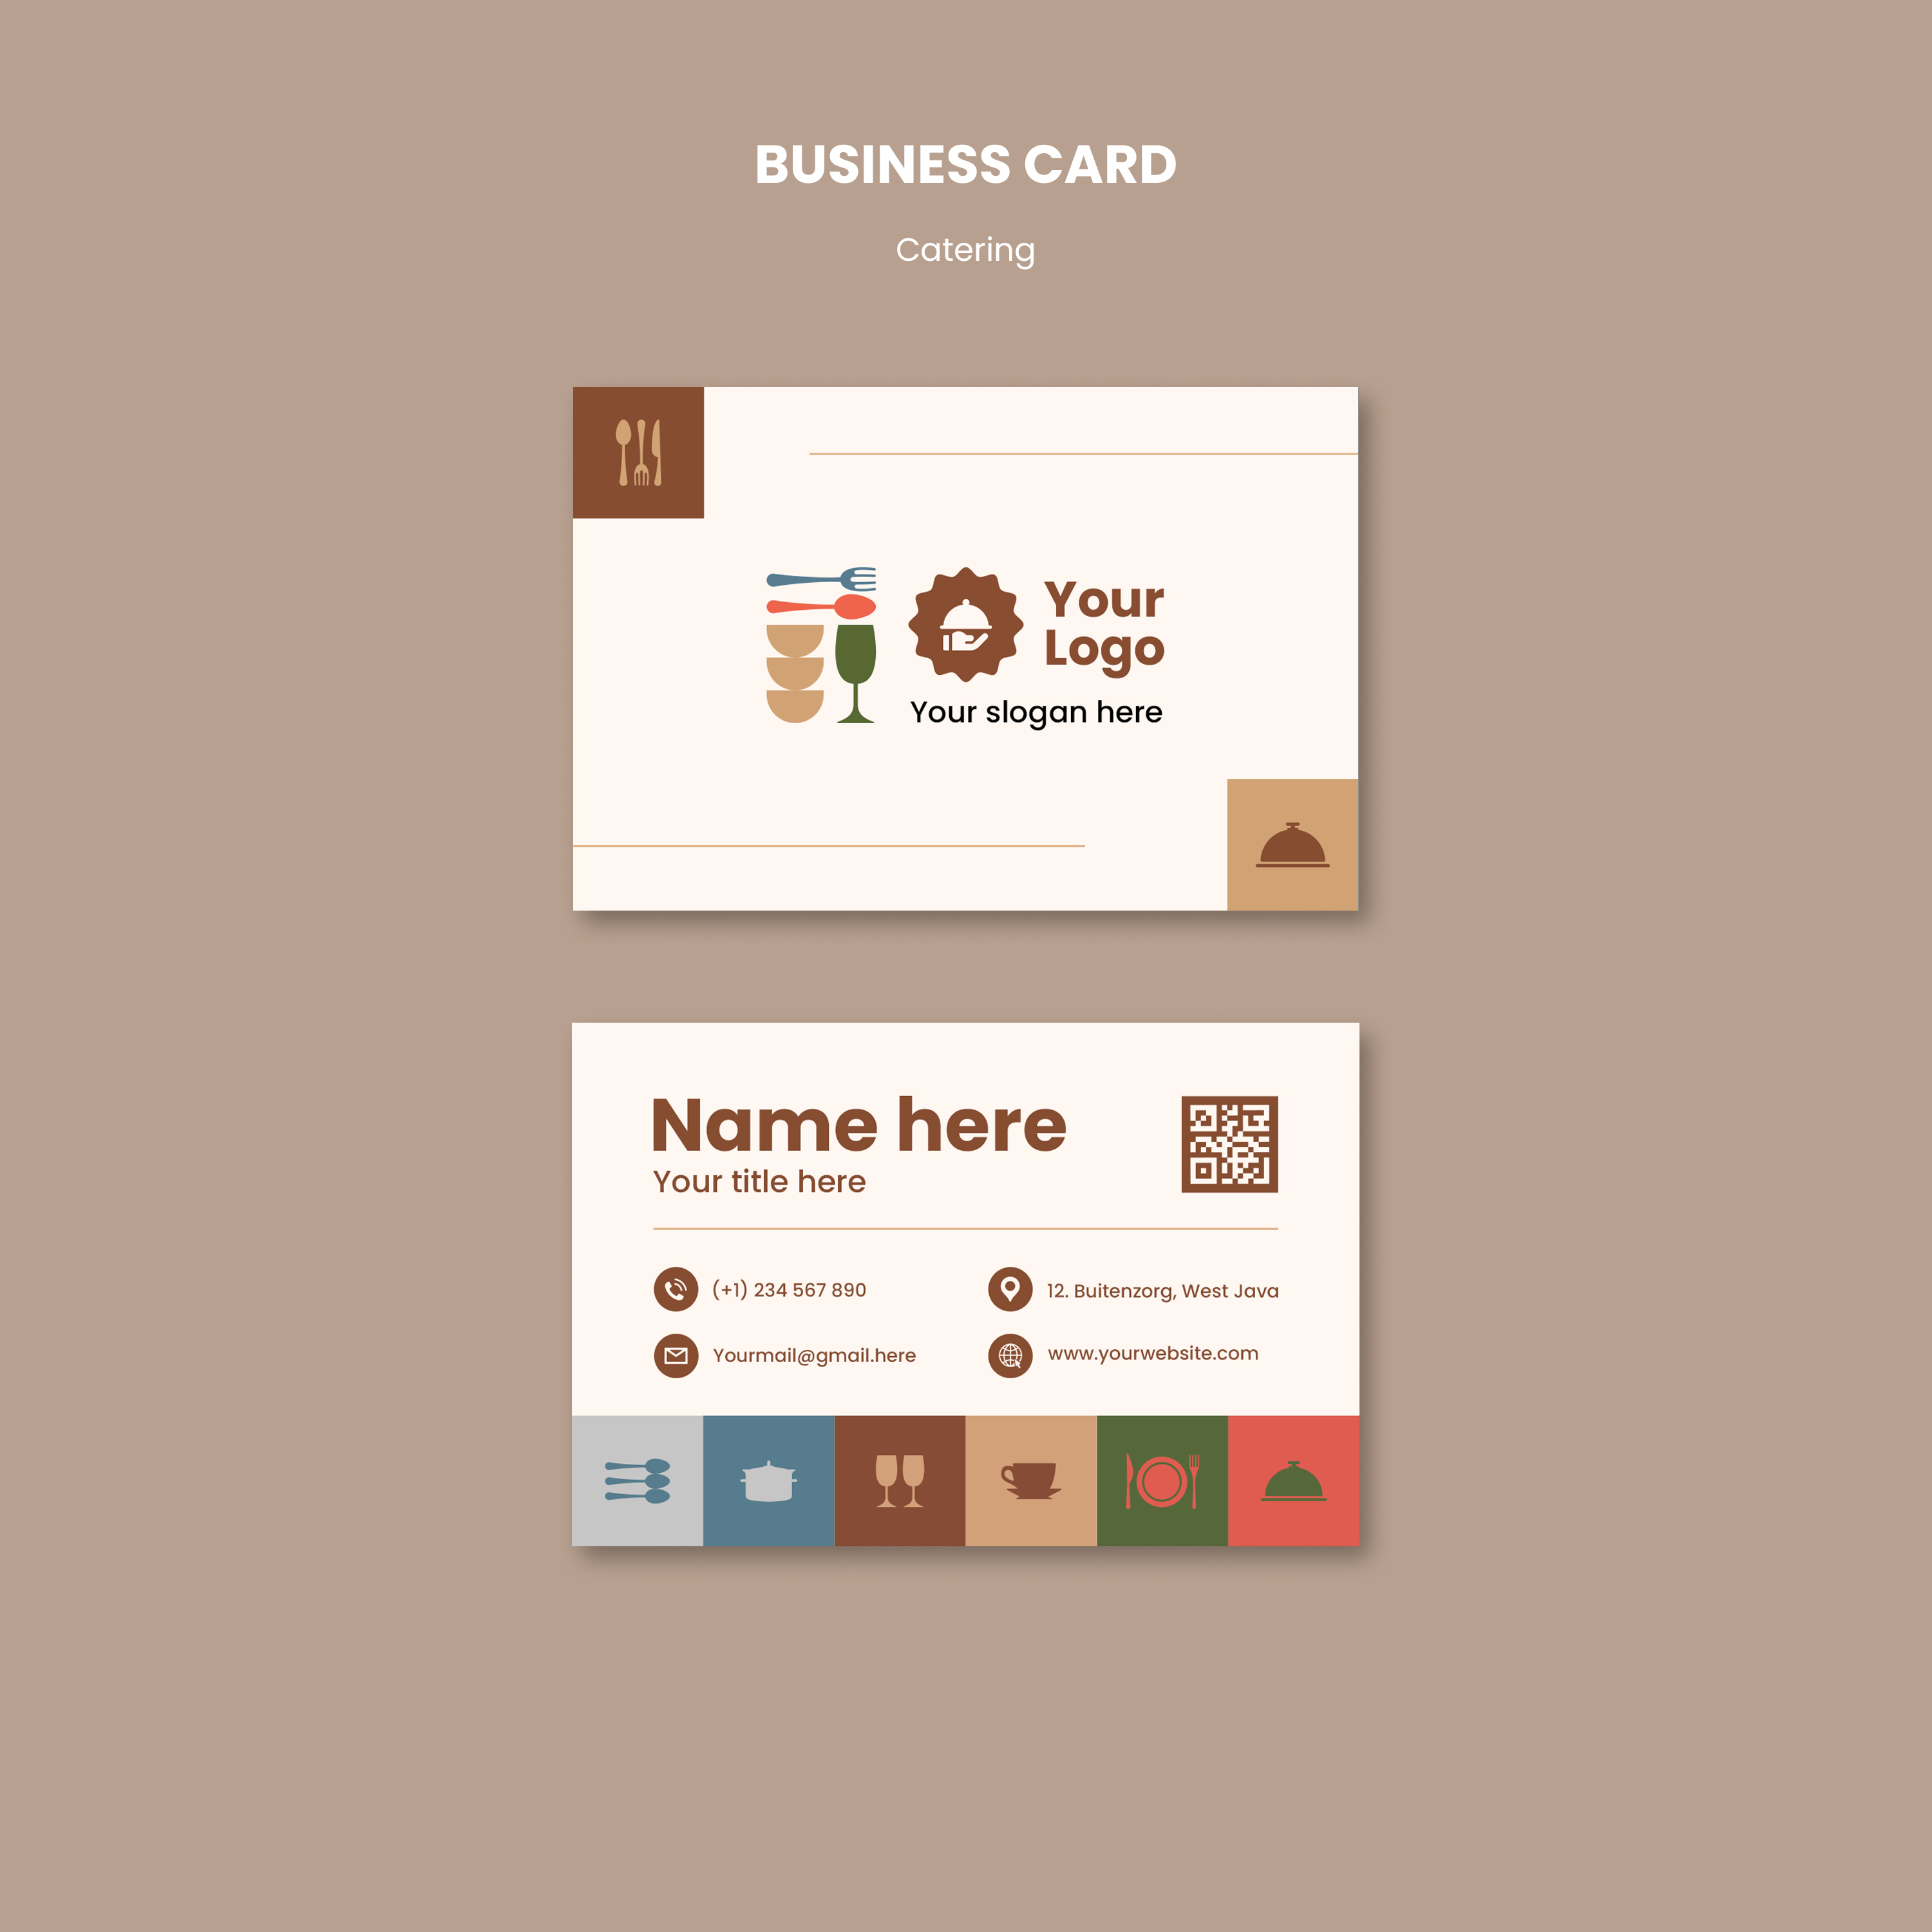 BUSINESS CARD
Catering
Your
Logo
Your slogan here
Name here
Your title here
(+1) 234 567 890
12. Buitenzorg, West Java
Yourmail@gmail.here
www.yourwebsite.com